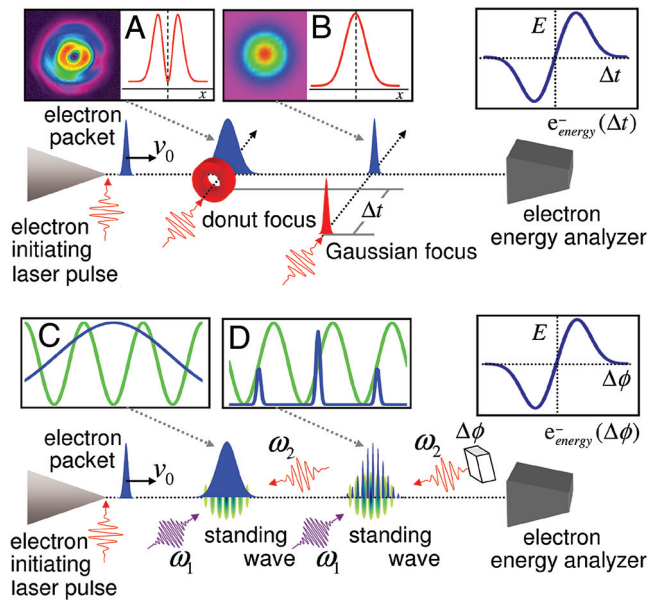 A
x
B
x
E
Δt
e⁻energy(Δt)
electron
packet
v0
donut focus
Δt
Gaussian focus
electron
initiating
laser pulse
electron
energy analyzer
C
D
E
Δϕ
e⁻energy(Δϕ)
electron
packet
v0
ω2
ω2
Δϕ
ω1
standing
wave
ω1
standing
wave
electron
initiating
laser pulse
electron
energy analyzer